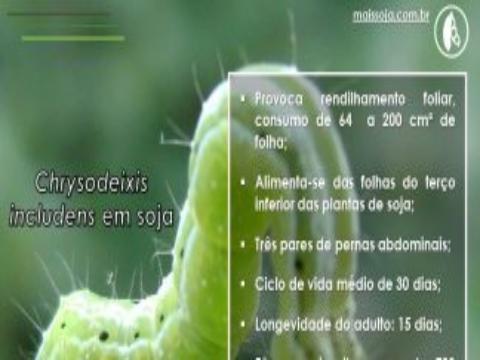 maissoja.com.br
Chrysodeixis
includens em soja
• Provoca rendilhamento foliar,
consumo de 64 a 200 cm² de
folha;
• Alimenta-se das folhas do terço
inferior das plantas de soja;
• Três pares de pernas abdominais;
• Ciclo de vida médio de 30 dias;
• Longevidade do adulto: 15 dias;